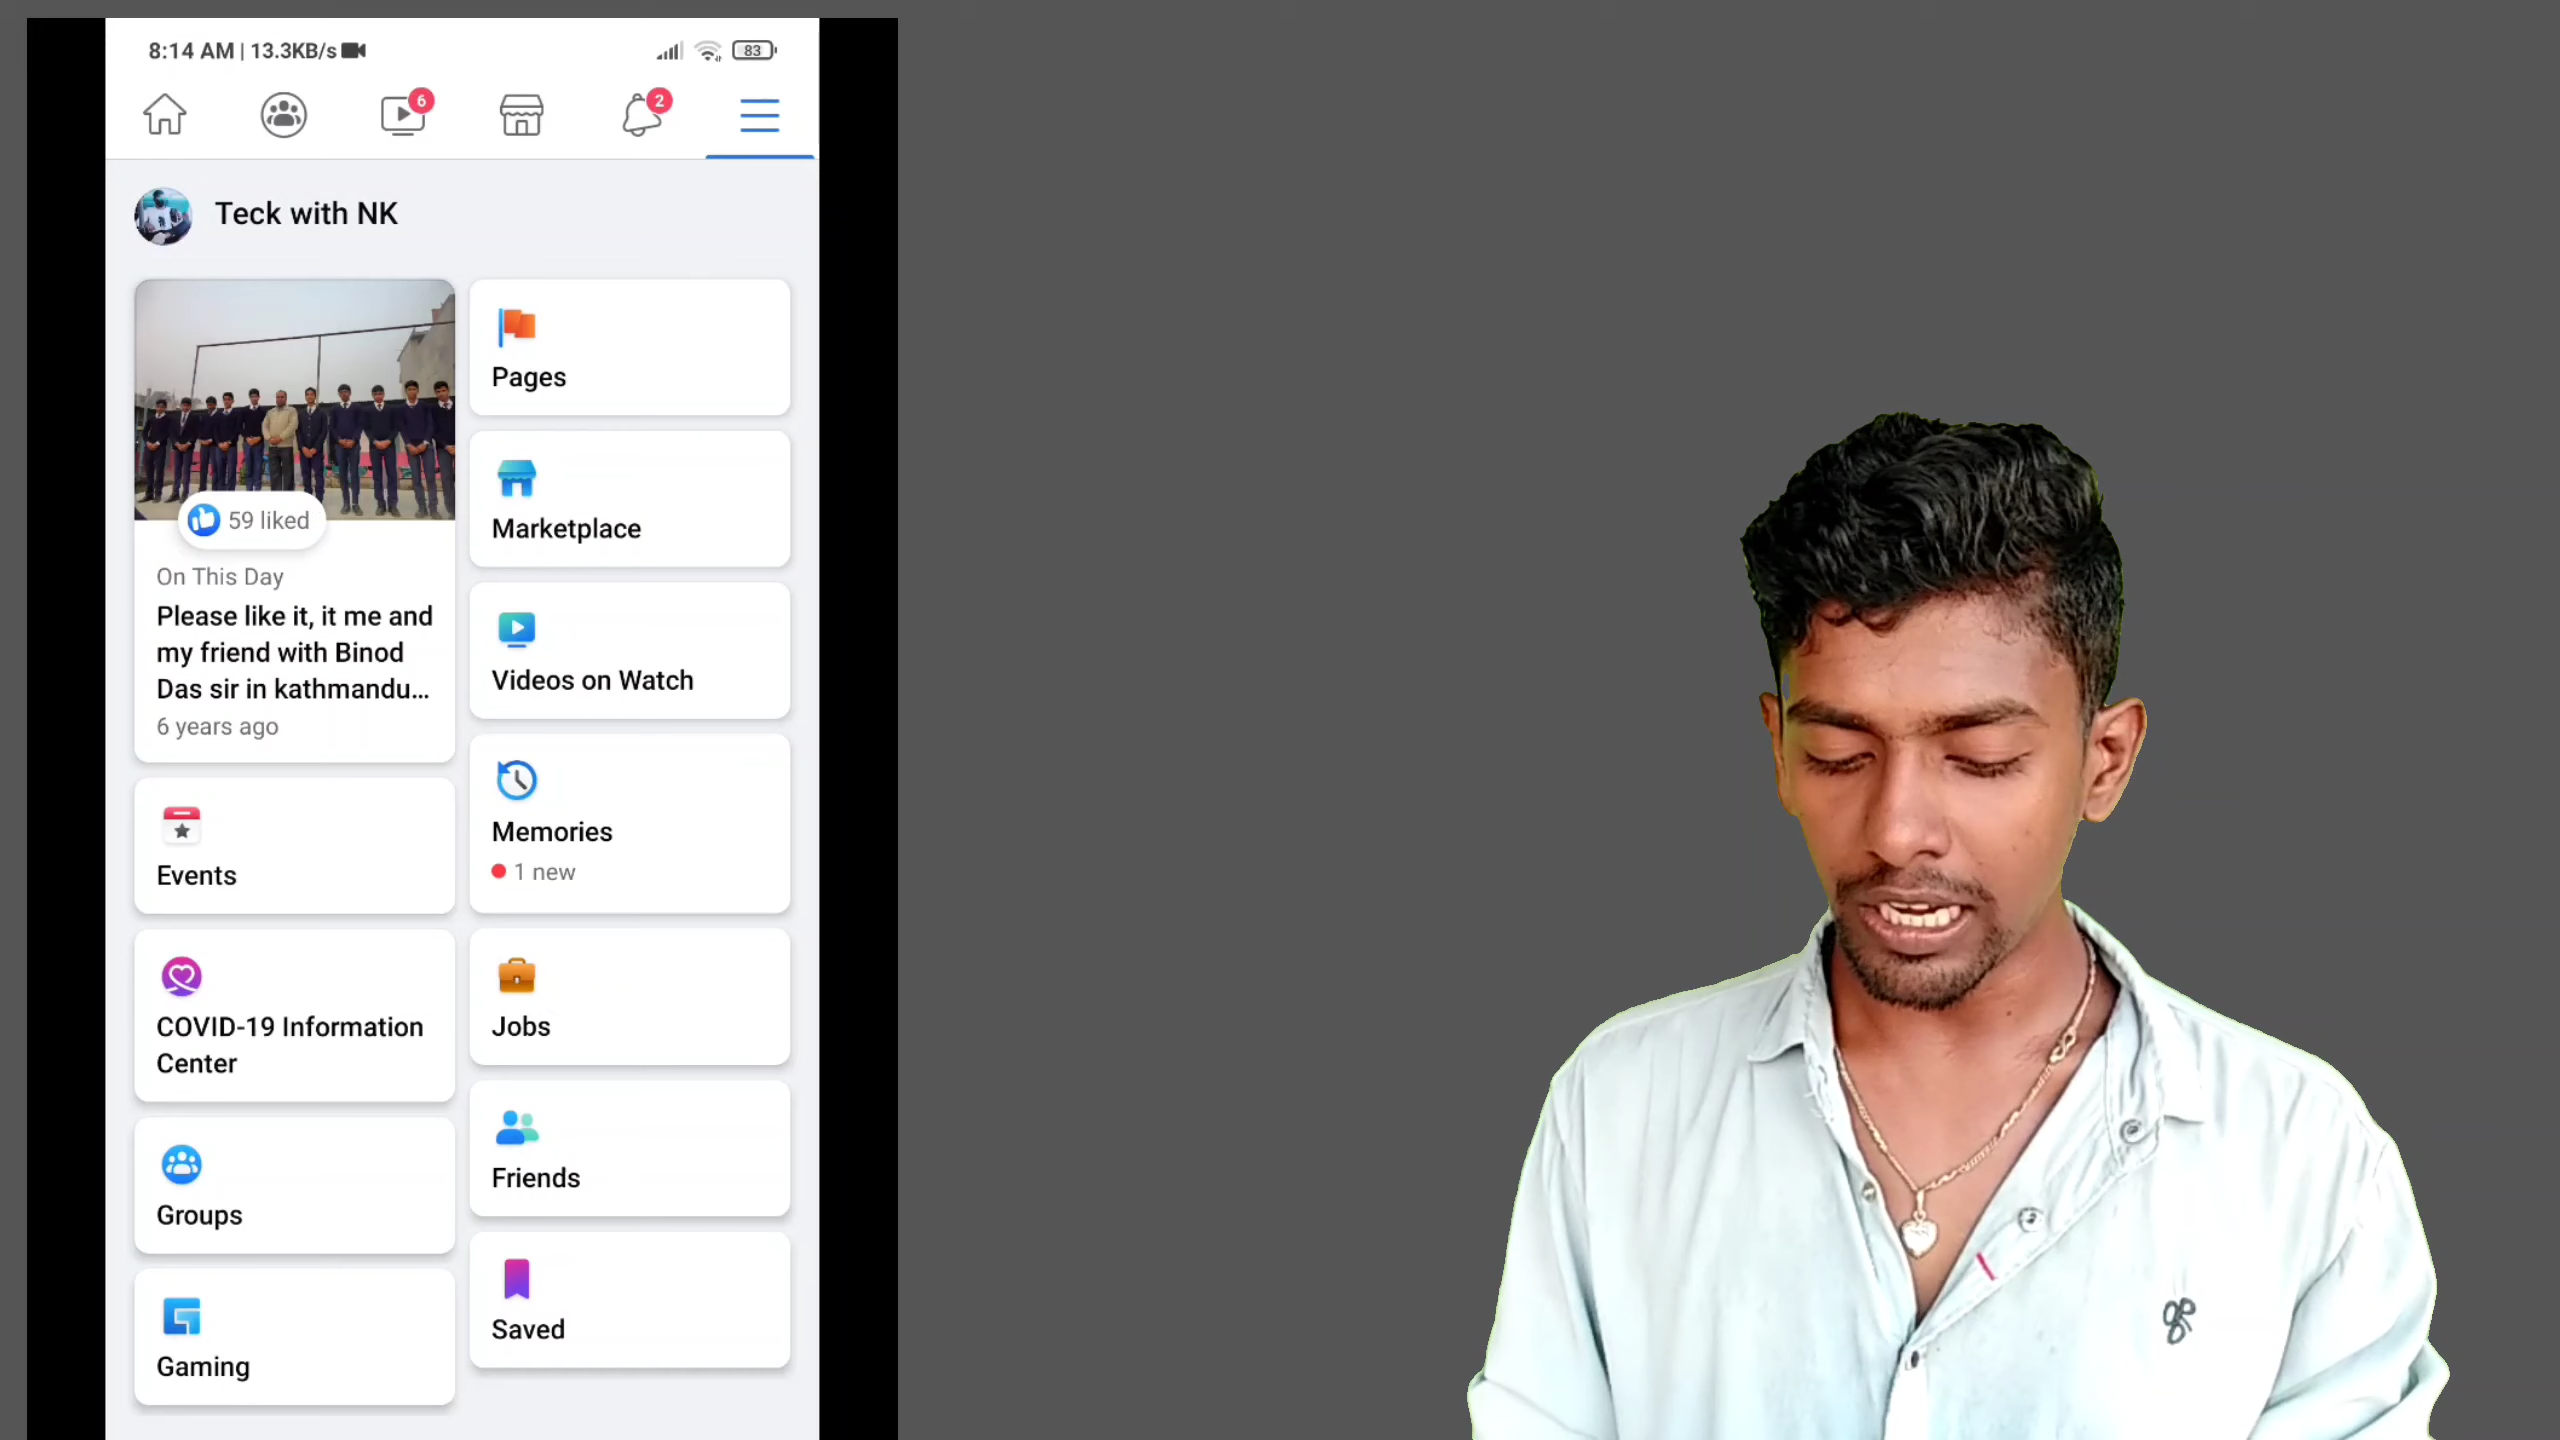 8:14 AM | 13.3KB/s
83
6
2
Teck with NK
59 liked
On This Day
Please like it, it me and
my friend with Binod
Das sir in kathmandu...
6 years ago
Events
COVID-19 Information
Center
Groups
Gaming
Pages
Marketplace
Videos on Watch
Memories
1 new
Jobs
Friends
Saved